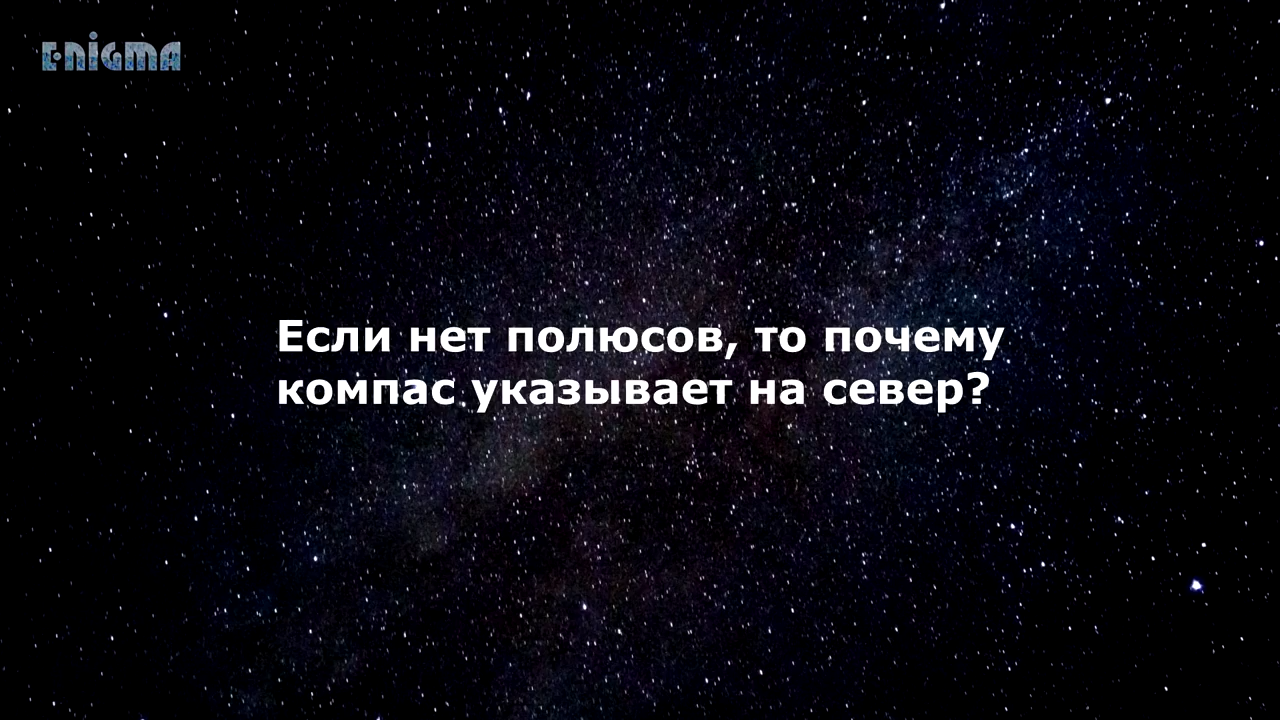 ENIGMA
Если нет полюсов, то почему
компас указывает на север?